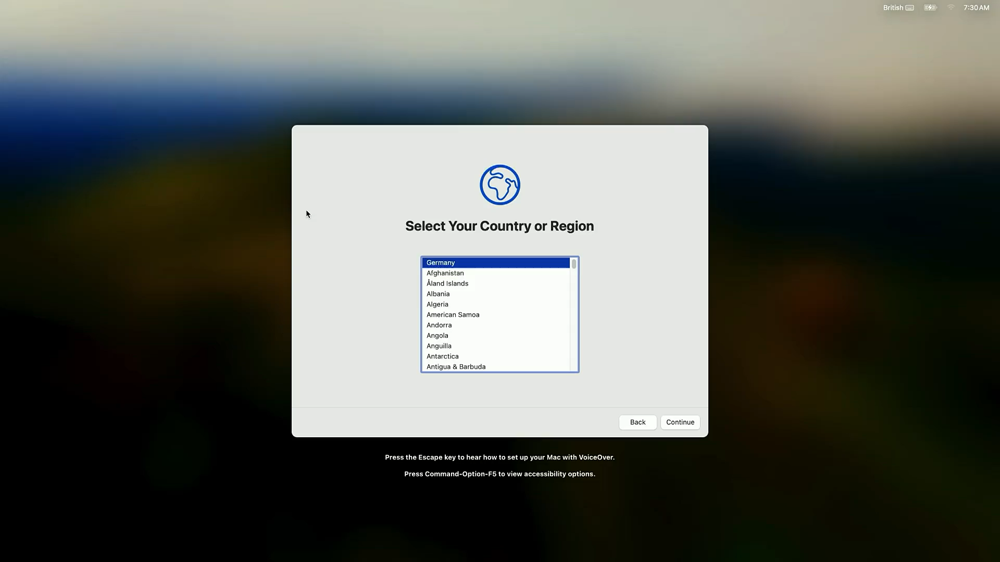 British 7:30 AM
Select Your Country or Region
Germany
Afghanistan
Åland Islands
Albania
Algeria
American Samoa
Andorra
Angola
Anguilla
Antarctica
Antigua & Barbuda
Back Continue
Press the Escape key to hear how to set up your Mac with VoiceOver.
Press Command-Option-F5 to view accessibility options.